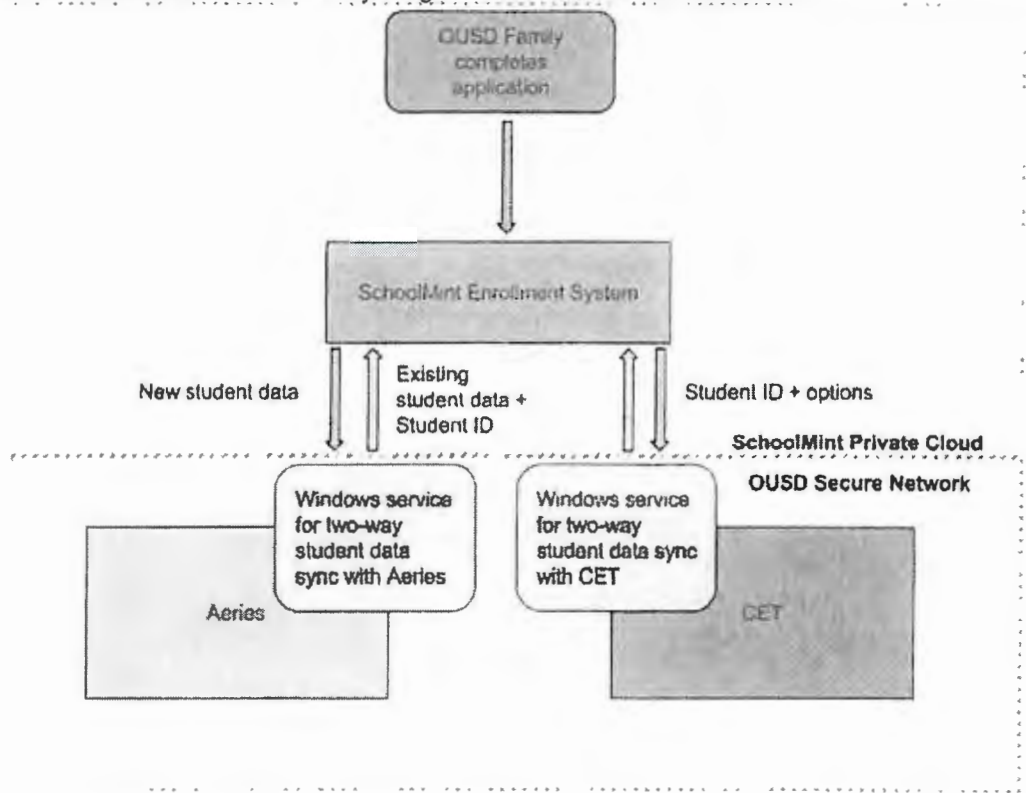 OUSD Family
completes
application
SchoolMint Enrollment System
New student data
Existing
student data +
Student ID
Student ID + options
SchoolMint Private Cloud
OUSD Secure Network
Windows service
for two-way
student data
sync with Aeries
Windows service
for two-way
student data sync
with CET
Aeries
CET